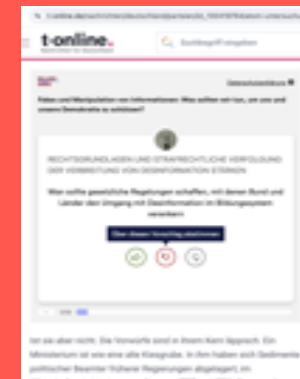 t-online.
Suchbegriff eingeben
Datenschutzerklärung
Fakes und Manipulation von Informationen: Was sollten wir tun, um uns und
unsere Demokratie zu schützen?
RECHTSGRUNDLAGEN UND STRAFRECHTLICHE VERFOLGUNG
DER VERBREITUNG VON DESINFORMATION STÄRKEN
Man sollte gesetzliche Regelungen schaffen, mit denen Bund und
Länder den Umgang mit Desinformation im Bildungssystem
verankern
Über diesen Vorschlag abstimmen
ist sie aber nicht. Die Vorwürfe sind in ihrem Kern läppisch. Ein
Ministerium ist wie eine alte Kiesgrube. In ihm haben sich Sedimente
politischer Beamter früherer Regierungen abgelagert, im